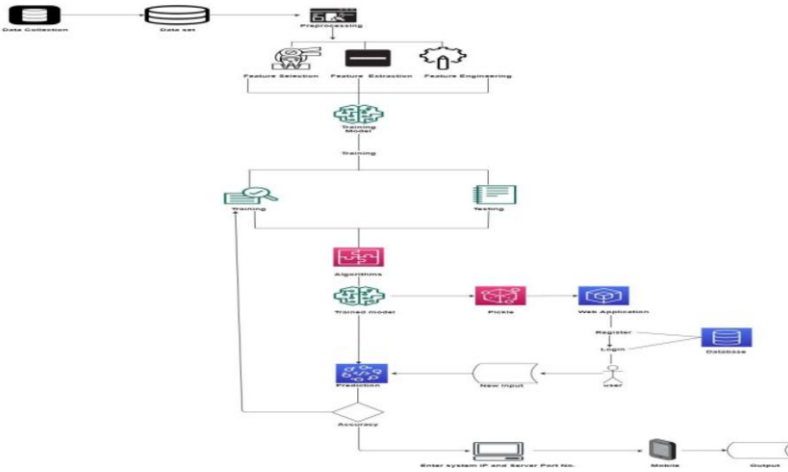 Data Collection
Data set
Preprocessing
Feature Selection
Feature Extraction
Feature Engineering
Training
Model
Training
Training
Testing
Algorithms
Trained model
Pickle
Web Application
Register
Login
Database
Prediction
New Input
user
Accuracy
Enter system IP and Server Port No.
Mobile
Output